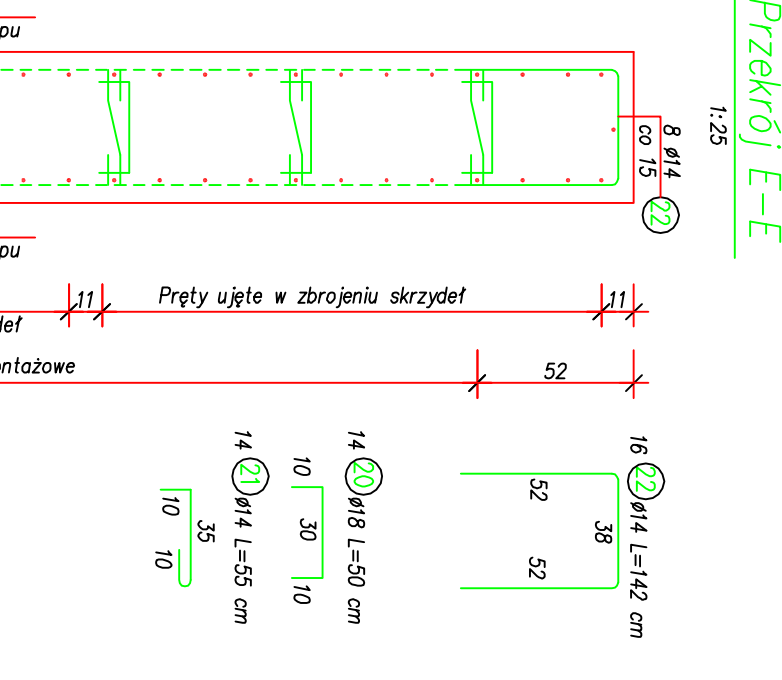 Przekrój E-E
1:25
8 ø14
co 15
22
pu
pu
11
Pręty ujęte w zbrojeniu skrzydeł
11
eł
ntażowe
52
16 22 ø14 L=142 cm
52
38
52
14 20 ø18 L=50 cm
10
30
10
14 21 ø14 L=55 cm
35
10
10